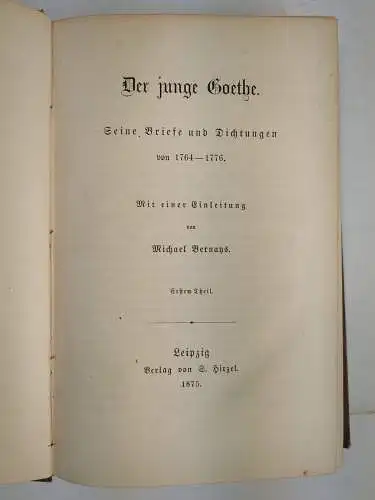 Der junge Goethe.
Seine Briefe und Dichtungen
von 1764—1776.
Mit einer Einleitung
von
Michael Bernays.
Erster Theil.
Leipzig
Verlag von S. Hirzel.
1875.